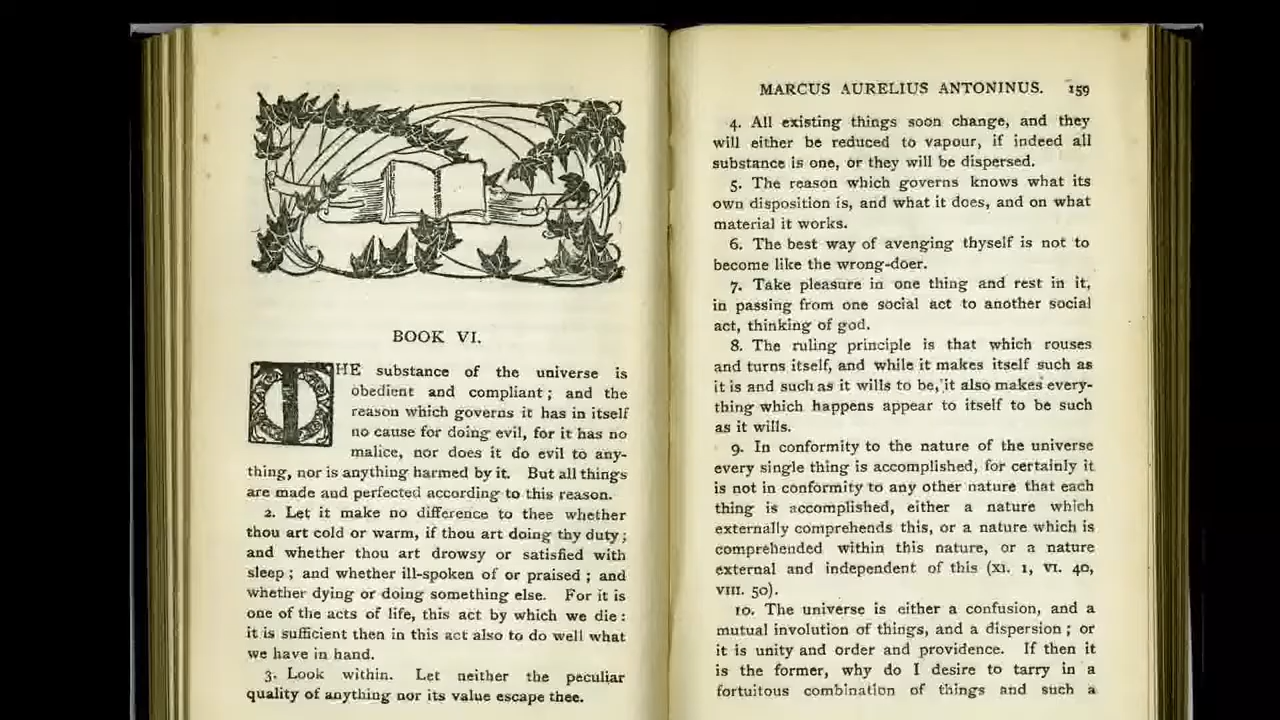 BOOK VI.
THE substance of the universe is
obedient and compliant; and the
reason which governs it has in itself
no cause for doing evil, for it has no
malice, nor does it do evil to any-
thing, nor is anything harmed by it. But all things
are made and perfected according to this reason.
2. Let it make no difference to thee whether
thou art cold or warm, if thou art doing thy duty;
and whether thou art drowsy or satisfied with
sleep; and whether ill-spoken of or praised; and
whether dying or doing something else. For it is
one of the acts of life, this act by which we die:
it is sufficient then in this act also to do well what
we have in hand.
3. Look within. Let neither the peculiar
quality of anything nor its value escape thee.
MARCUS AURELIUS ANTONINUS. 159
4. All existing things soon change, and they
will either be reduced to vapour, if indeed all
substance is one, or they will be dispersed.
5. The reason which governs knows what its
own disposition is, and what it does, and on what
material it works.
6. The best way of avenging thyself is not to
become like the wrong-doer.
7. Take pleasure in one thing and rest in it,
in passing from one social act to another social
act, thinking of god.
8. The ruling principle is that which rouses
and turns itself, and while it makes itself such as
it is and such as it wills to be, it also makes every-
thing which happens appear to itself to be such
as it wills.
9. In conformity to the nature of the universe
every single thing is accomplished, for certainly it
is not in conformity to any other nature that each
thing is accomplished, either a nature which
externally comprehends this, or a nature which is
comprehended within this nature, or a nature
external and independent of this (XI. 1, VI. 40,
VIII. 50).
10. The universe is either a confusion, and a
mutual involution of things, and a dispersion; or
it is unity and order and providence. If then it
is the former, why do I desire to tarry in a
fortuitous combination of things and such a